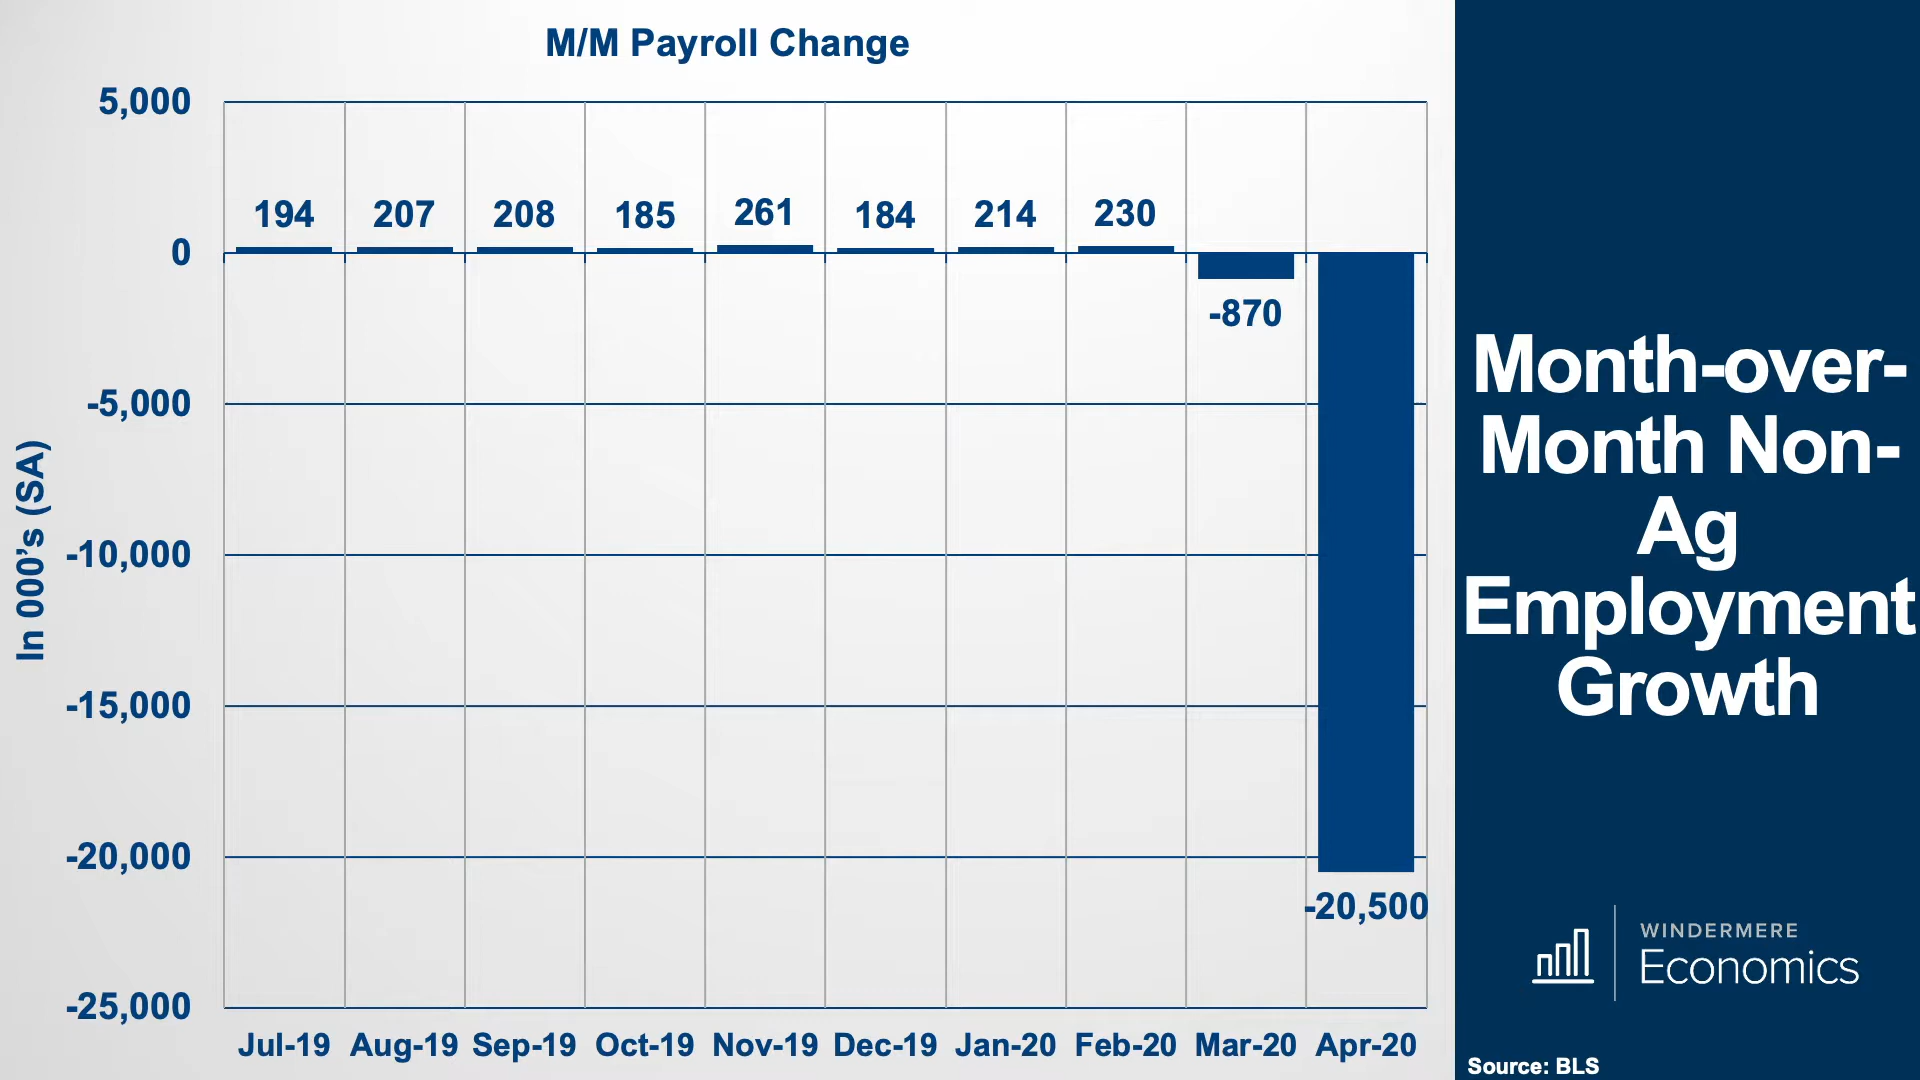 M/M Payroll Change
5,000
0
-5,000
-10,000
-15,000
-20,000
-25,000
In 000’s (SA)
194
207
208
185
261
184
214
230
-870
-20,500
Jul-19
Aug-19
Sep-19
Oct-19
Nov-19
Dec-19
Jan-20
Feb-20
Mar-20
Apr-20
Month-over-
Month Non-
Ag
Employment
Growth
WINDERMERE
Economics
Source: BLS